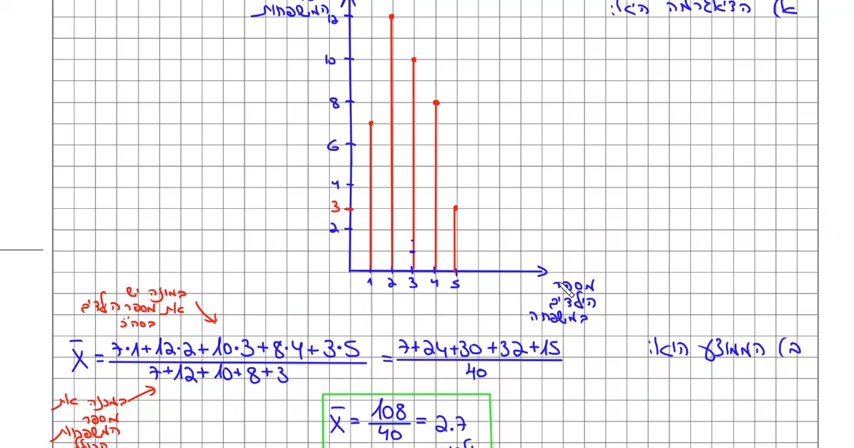 א) הדיאגרמה היא:
המשפחות
12
10
8
6
4
3
2
1 2 3 4 5
מספר
הילדים
במשפחה
במונה יש
את מספר הילדים
בסה"כ
ב) הממוצע היא:
X̄ = (7·1+12·2+10·3+8·4+3·5)/(7+12+10+8+3) = (7+24+30+32+15)/40
במכנה את
מספר
המשפחות
X̄ = 108/40 = 2.7